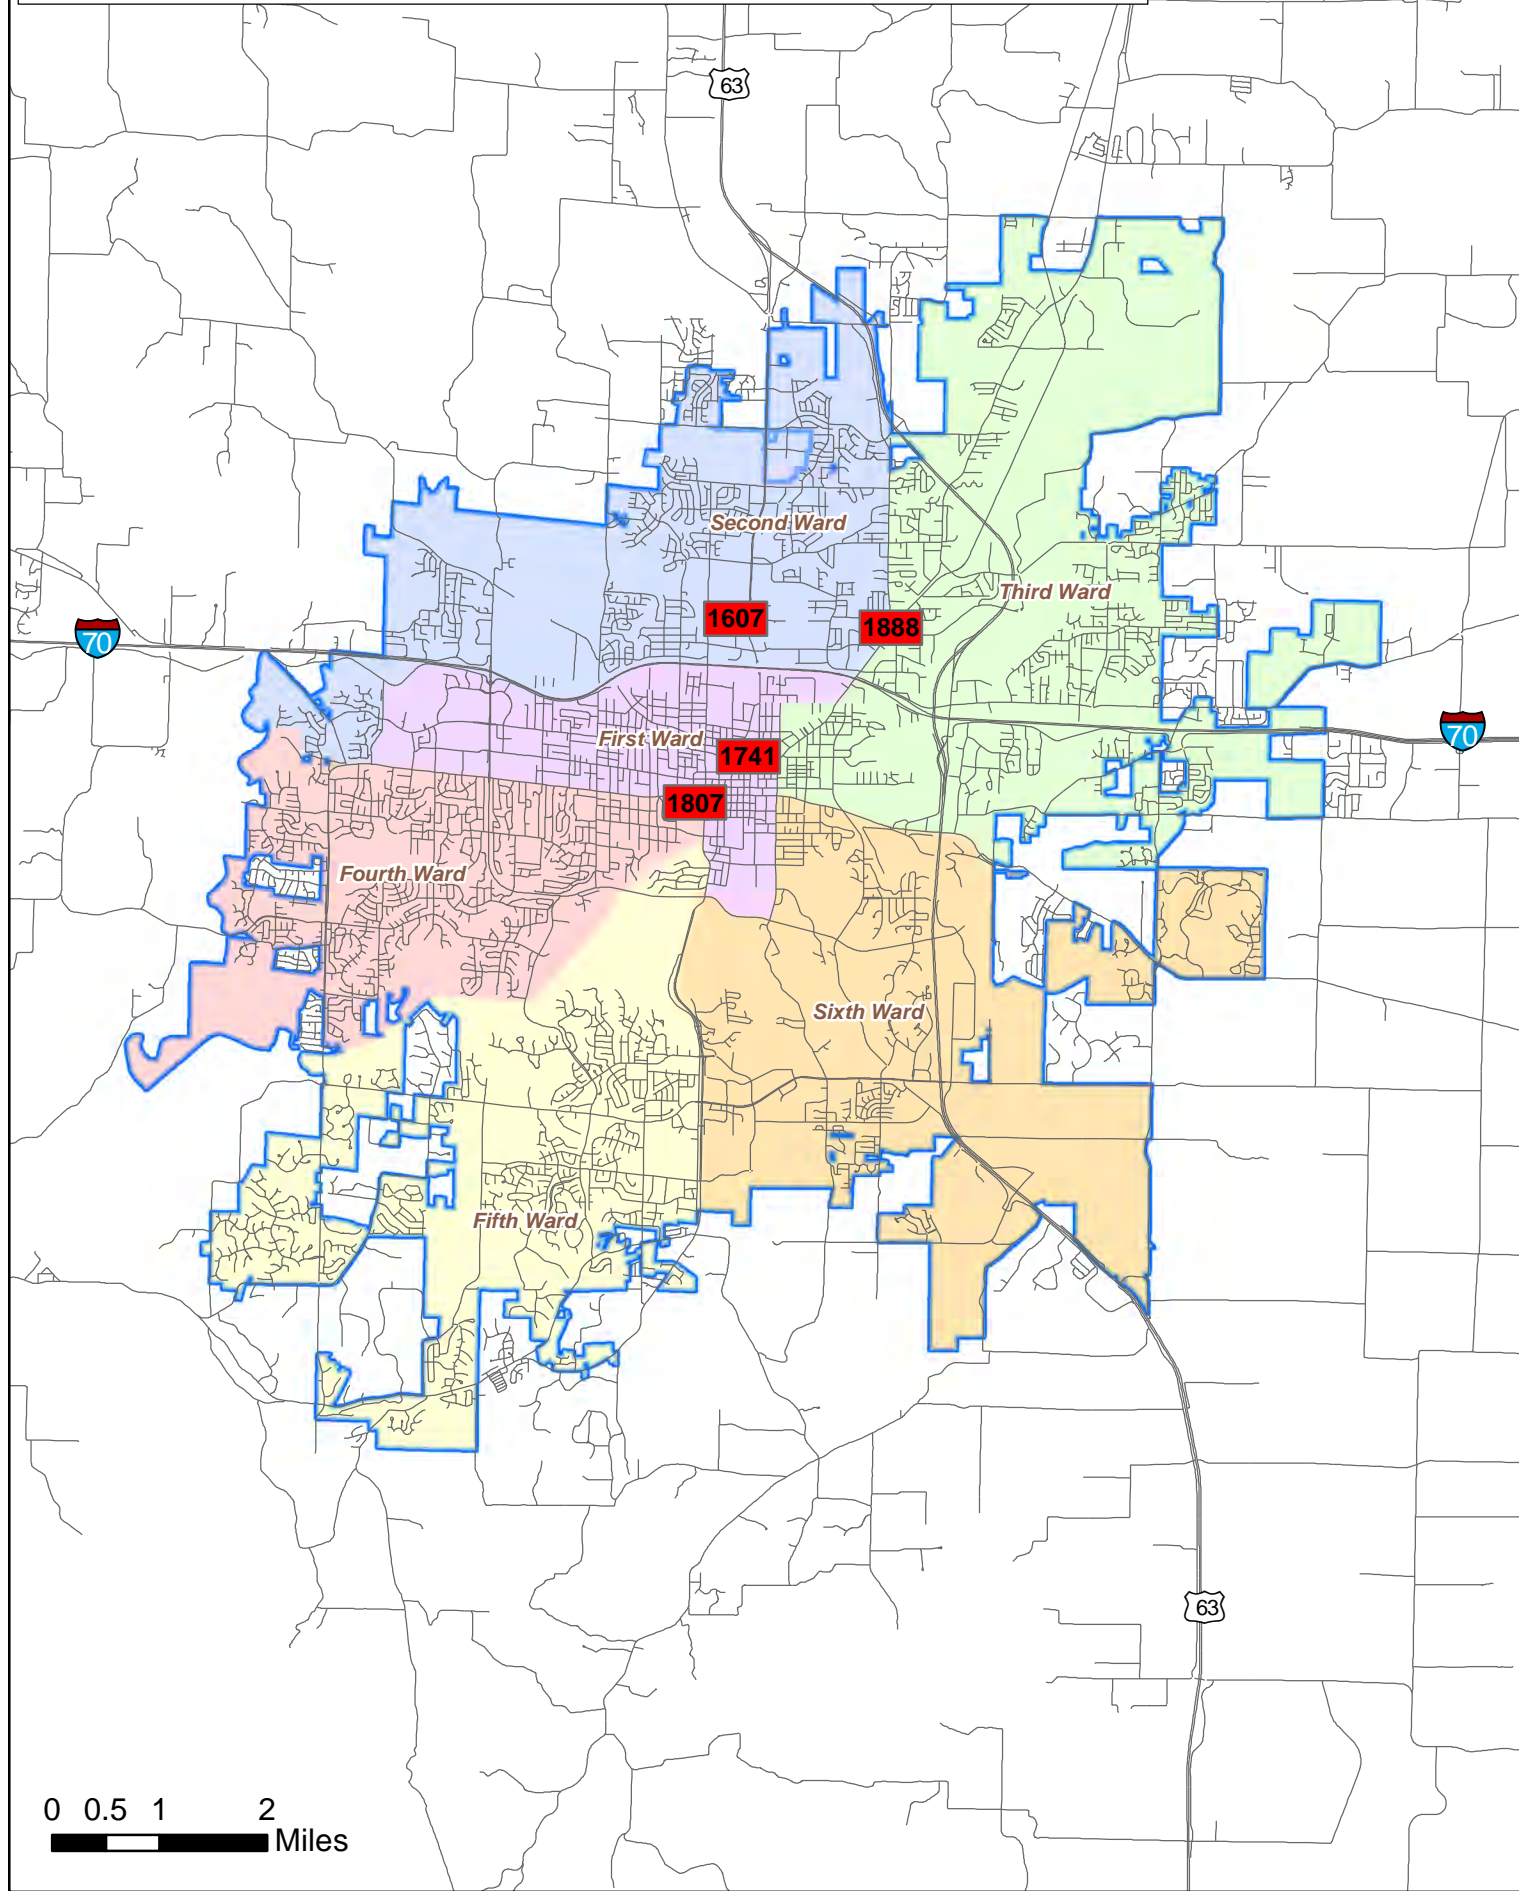 63
Second Ward
Third Ward
1607
1888
70
First Ward
1741
70
1807
Fourth Ward
Sixth Ward
Fifth Ward
63
0 0.5 1 2
Miles